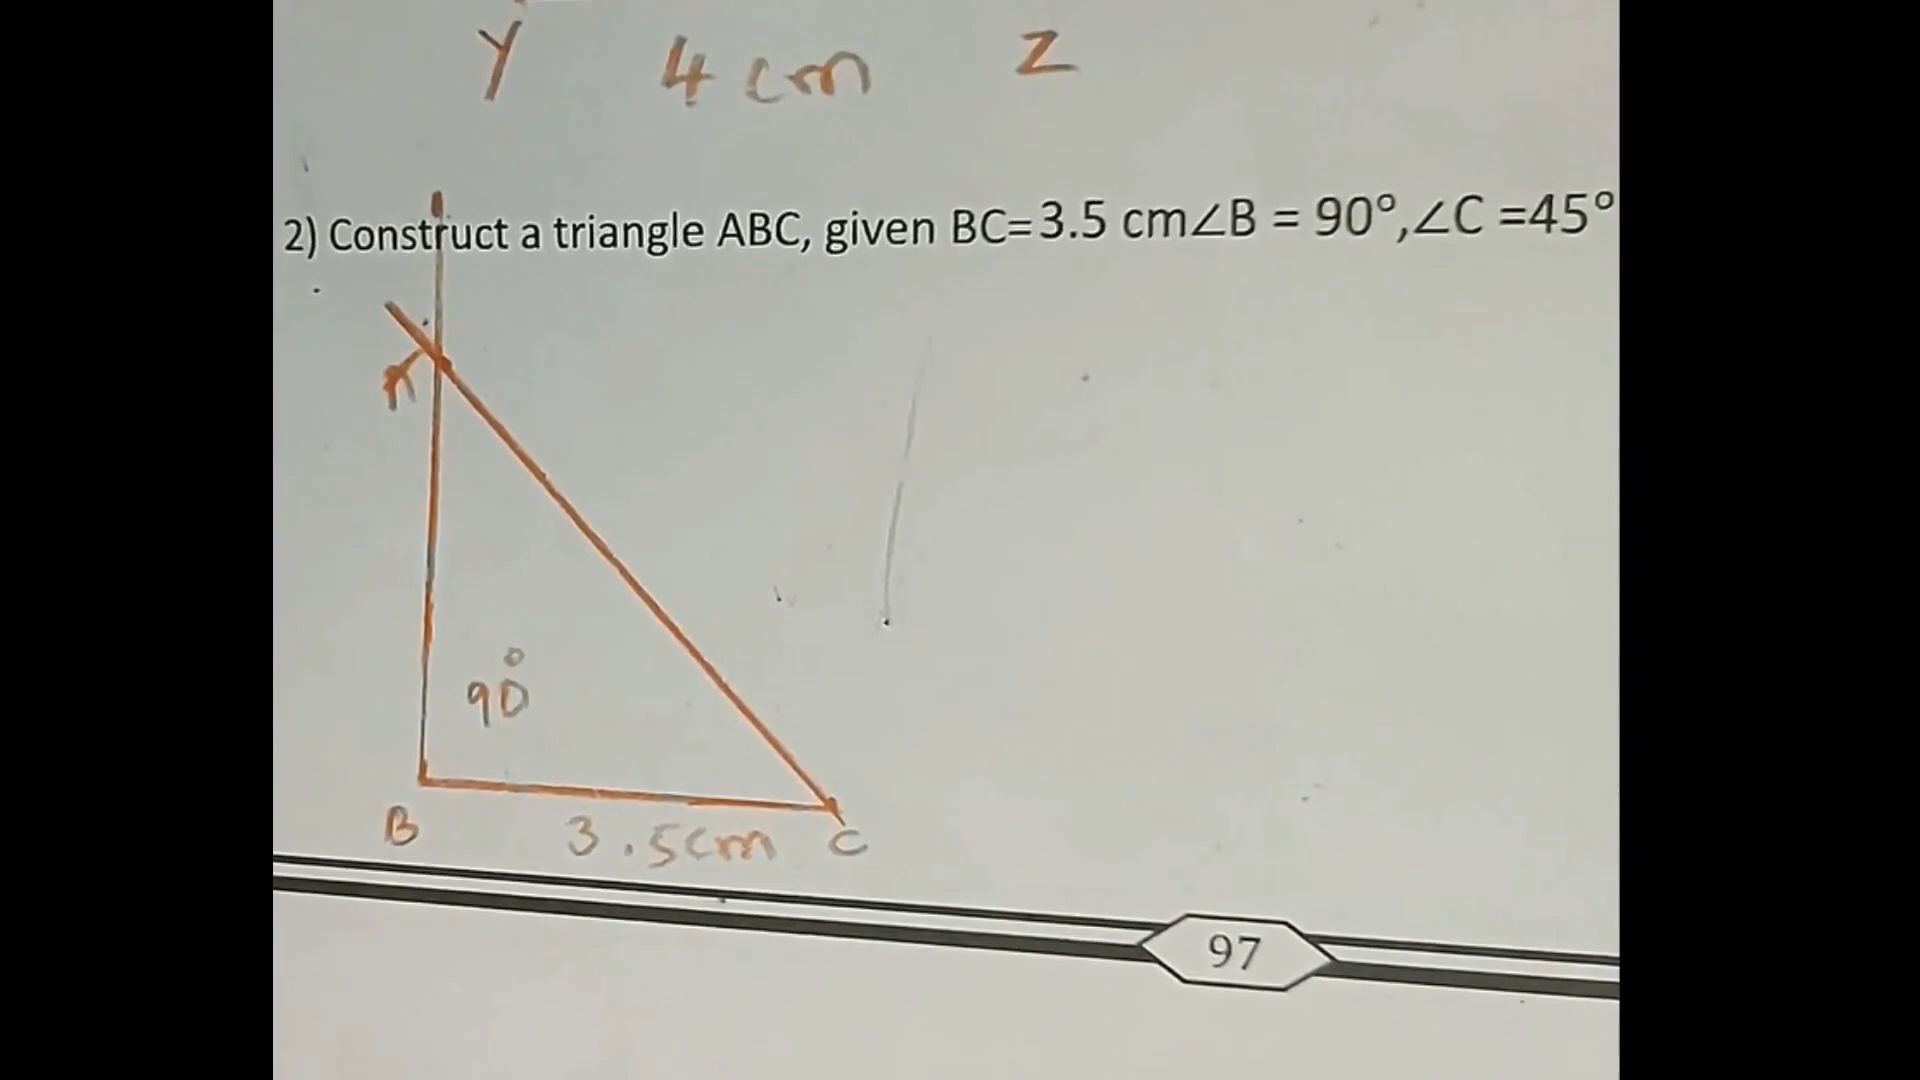 Y 4 cm Z
2) Construct a triangle ABC, given BC=3.5 cm∠B = 90°,∠C =45°
A
90°
B 3.5cm C
97